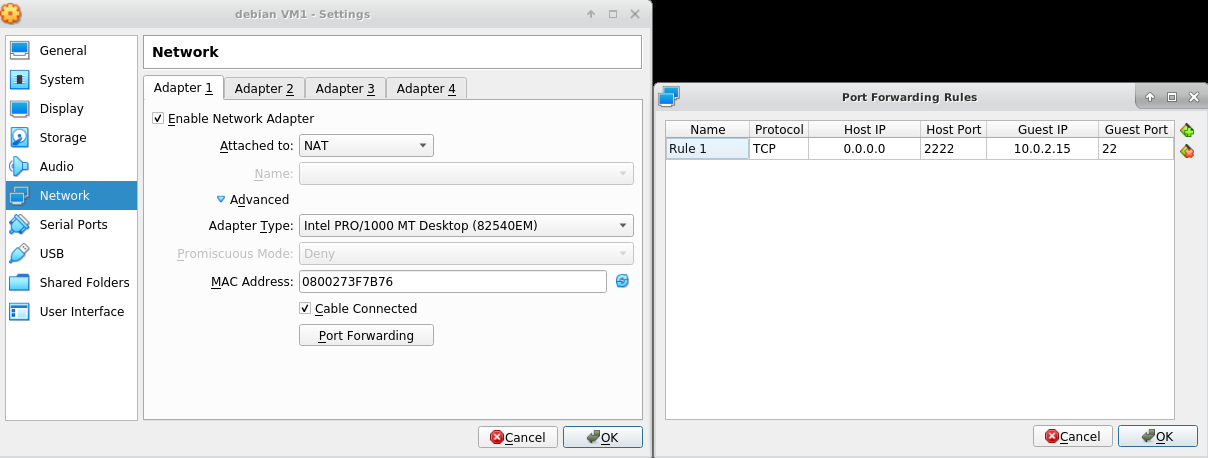 debian VM1 - Settings
General
System
Display
Storage
Audio
Network
Serial Ports
USB
Shared Folders
User Interface
Network
Adapter 1 Adapter 2 Adapter 3 Adapter 4
Enable Network Adapter
Attached to: NAT
Name:
Advanced
Adapter Type: Intel PRO/1000 MT Desktop (82540EM)
Promiscuous Mode: Deny
MAC Address: 0800273F7B76
Cable Connected
Port Forwarding
Cancel OK
Port Forwarding Rules
Name Protocol Host IP Host Port Guest IP Guest Port
Rule 1 TCP 0.0.0.0 2222 10.0.2.15 22
Cancel OK